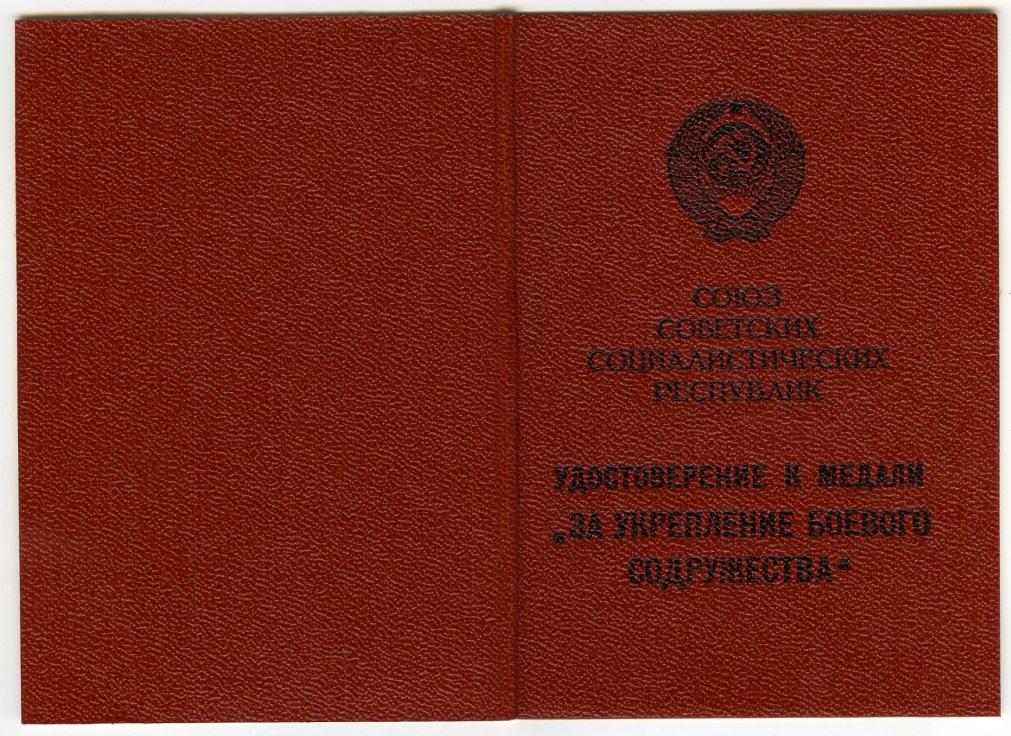 СОЮЗ
СОВЕТСКИХ
СОЦИАЛИСТИЧЕСКИХ
РЕСПУБЛИК
УДОСТОВЕРЕНИЕ К МЕДАЛИ
„ЗА УКРЕПЛЕНИЕ БОЕВОГО
СОДРУЖЕСТВА“